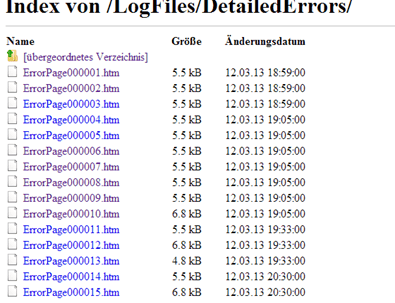 Index von /LogFiles/DetailedErrors/
Name Größe Änderungsdatum
[übergeordnetes Verzeichnis]
ErrorPage000001.htm 5.5 kB 12.03.13 18:59:00
ErrorPage000002.htm 5.5 kB 12.03.13 18:59:00
ErrorPage000003.htm 5.5 kB 12.03.13 18:59:00
ErrorPage000004.htm 5.5 kB 12.03.13 19:05:00
ErrorPage000005.htm 5.5 kB 12.03.13 19:05:00
ErrorPage000006.htm 5.5 kB 12.03.13 19:05:00
ErrorPage000007.htm 5.5 kB 12.03.13 19:05:00
ErrorPage000008.htm 5.5 kB 12.03.13 19:05:00
ErrorPage000009.htm 5.5 kB 12.03.13 19:05:00
ErrorPage000010.htm 6.8 kB 12.03.13 19:05:00
ErrorPage000011.htm 5.5 kB 12.03.13 19:33:00
ErrorPage000012.htm 6.8 kB 12.03.13 19:33:00
ErrorPage000013.htm 4.8 kB 12.03.13 19:33:00
ErrorPage000014.htm 5.5 kB 12.03.13 20:30:00
ErrorPage000015.htm 6.8 kB 12.03.13 20:30:00